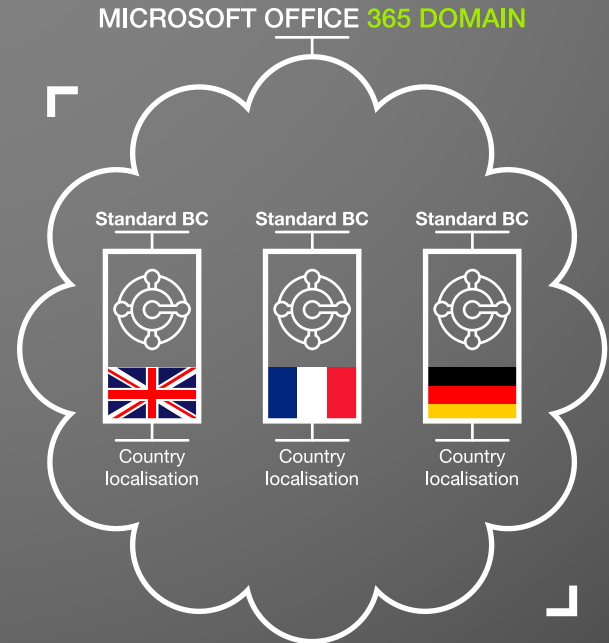 MICROSOFT OFFICE 365 DOMAIN
Standard BC
Standard BC
Standard BC
Country
localisation
Country
localisation
Country
localisation